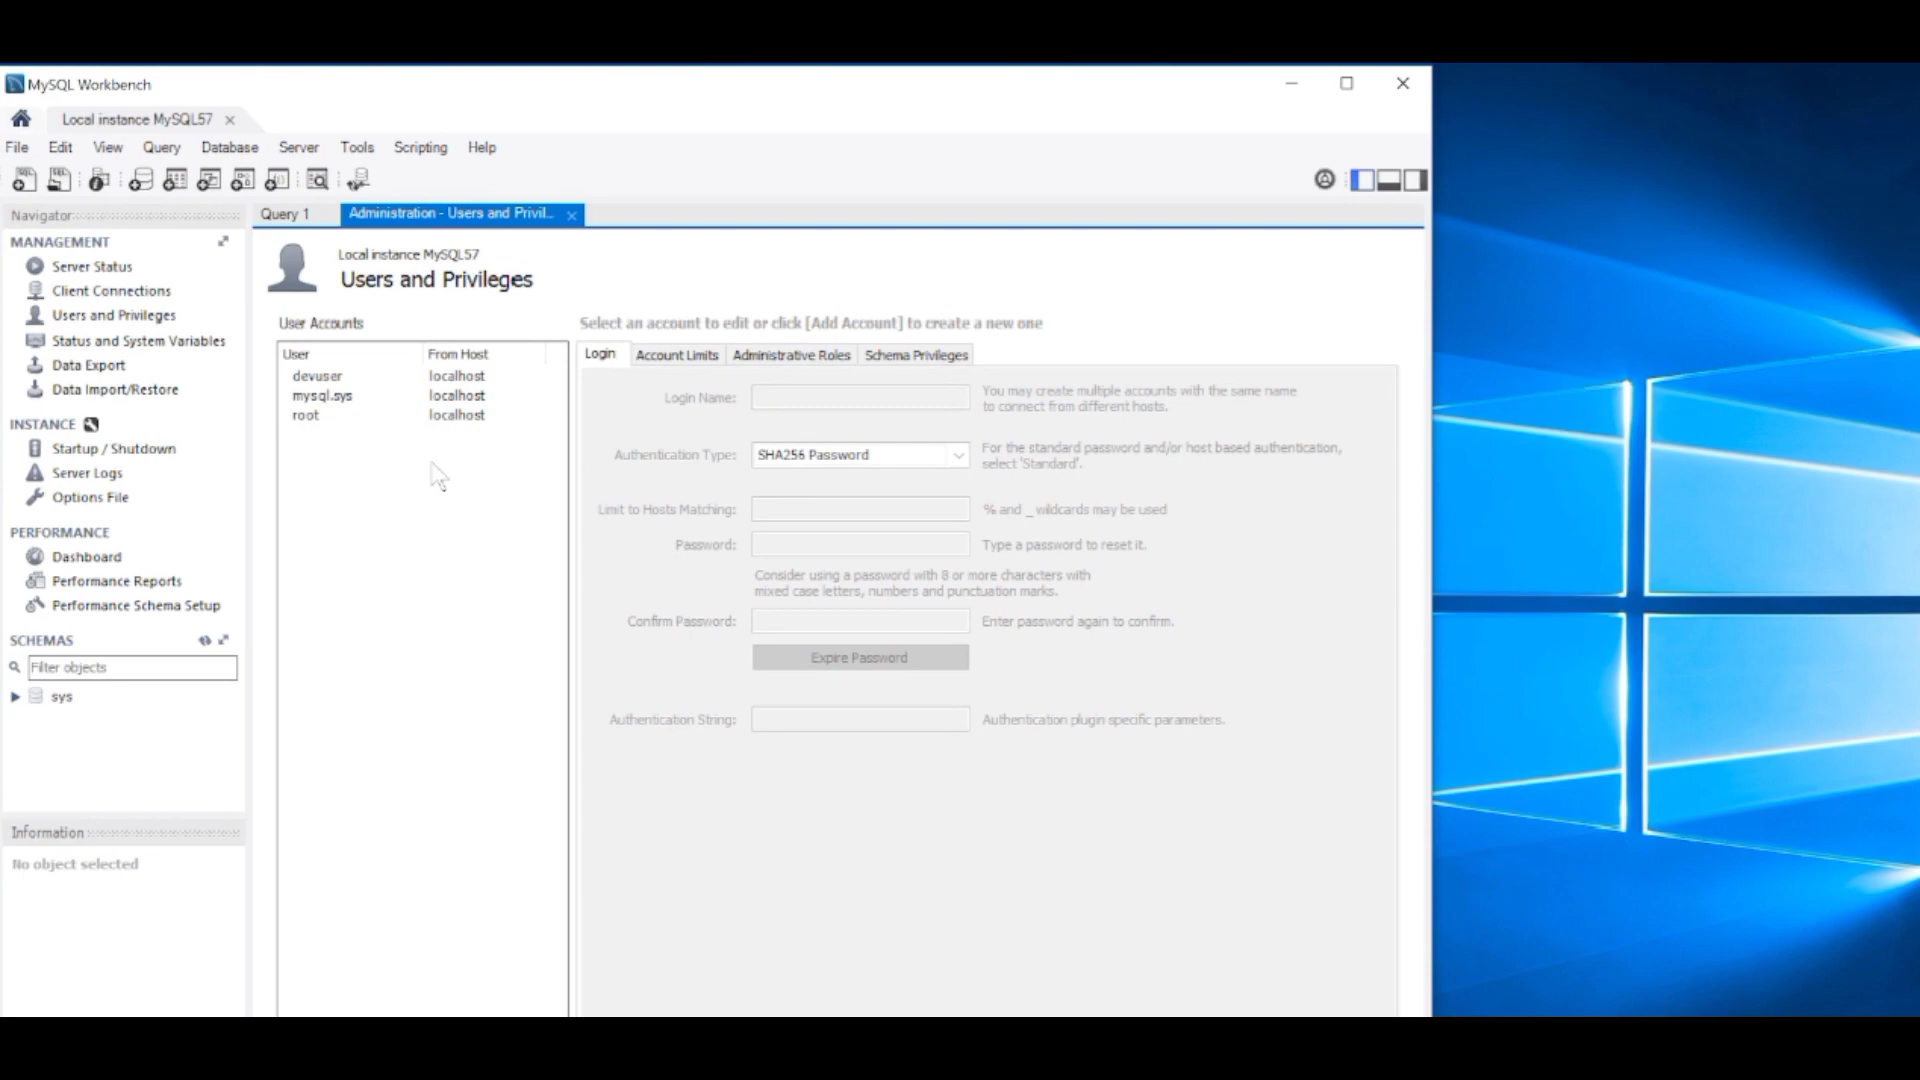 MySQL Workbench
Local instance MySQL57
File Edit View Query Database Server Tools Scripting Help
Navigator
MANAGEMENT
Server Status
Client Connections
Users and Privileges
Status and System Variables
Data Export
Data Import/Restore
INSTANCE
Startup / Shutdown
Server Logs
Options File
PERFORMANCE
Dashboard
Performance Reports
Performance Schema Setup
SCHEMAS
Filter objects
sys
Information
No object selected
Query 1
Administration - Users and Privil...
Local instance MySQL57
Users and Privileges
User Accounts
User From Host
devuser localhost
mysql.sys localhost
root localhost
Select an account to edit or click [Add Account] to create a new one
Login Account Limits Administrative Roles Schema Privileges
Login Name:
You may create multiple accounts with the same name
to connect from different hosts.
Authentication Type: SHA256 Password
For the standard password and/or host based authentication,
select 'Standard'.
Limit to Hosts Matching: % and _ wildcards may be used
Password: Type a password to reset it.
Consider using a password with 8 or more characters with
mixed case letters, numbers and punctuation marks.
Confirm Password: Enter password again to confirm.
Expire Password
Authentication String: Authentication plugin specific parameters.